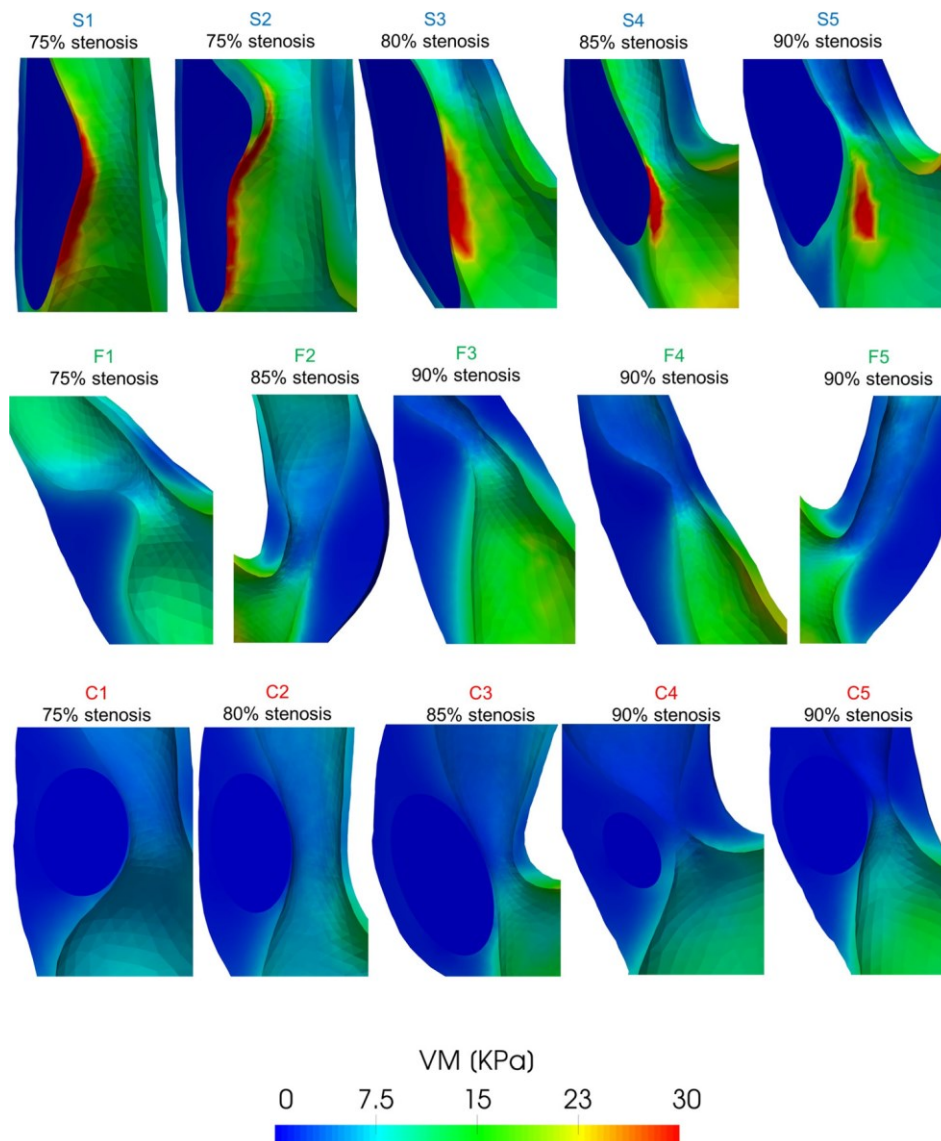 S1 S2 S3 S4 S5
75% stenosis 75% stenosis 80% stenosis 85% stenosis 90% stenosis
F1 F2 F3 F4 F5
75% stenosis 85% stenosis 90% stenosis 90% stenosis 90% stenosis
C1 C2 C3 C4 C5
75% stenosis 80% stenosis 85% stenosis 90% stenosis 90% stenosis
VM (KPa)
0 7.5 15 23 30